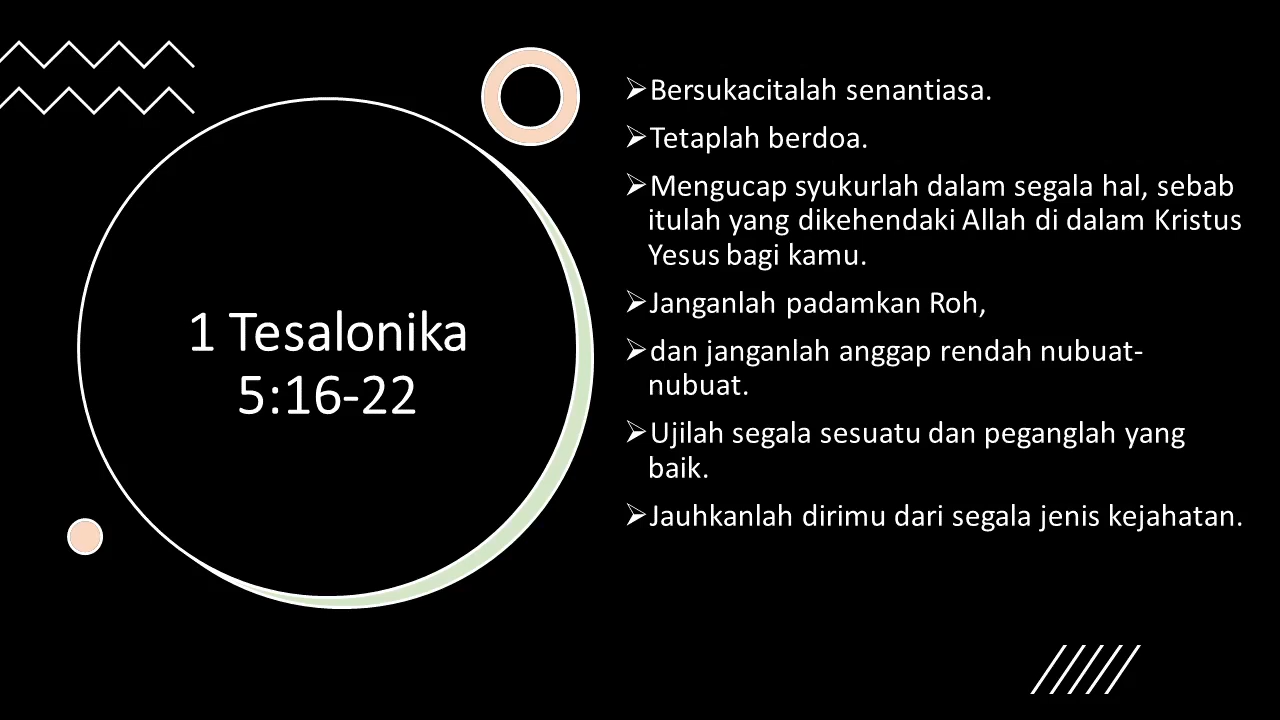 1 Tesalonika
5:16-22
➢Bersukacitalah senantiasa.
➢Tetaplah berdoa.
➢Mengucap syukurlah dalam segala hal, sebab
itulah yang dikehendaki Allah di dalam Kristus
Yesus bagi kamu.
➢Janganlah padamkan Roh,
➢dan janganlah anggap rendah nubuat-
nubuat.
➢Ujilah segala sesuatu dan peganglah yang
baik.
➢Jauhkanlah dirimu dari segala jenis kejahatan.